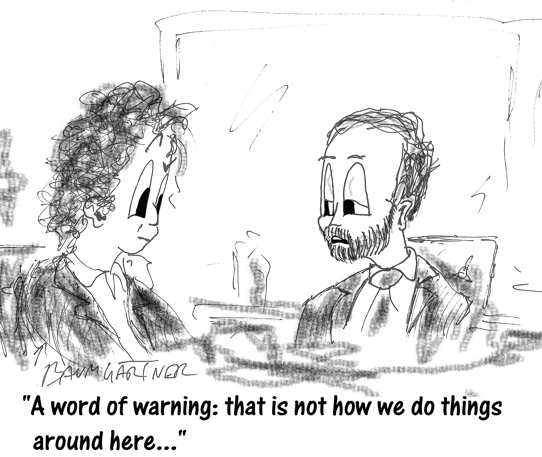 BAUMGARTNER
"A word of warning: that is not how we do things
around here..."